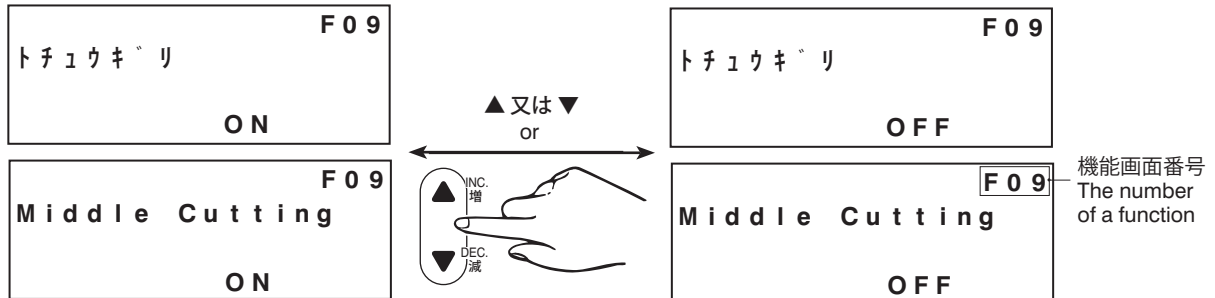 F09
ﾄﾁｭｳｷﾞﾘ
ON
F09
Middle Cutting
ON
▲ 又は ▼
or
INC.
増
DEC.
減
F09
ﾄﾁｭｳｷﾞﾘ
OFF
F09
Middle Cutting
OFF
機能画面番号
The number
of a function